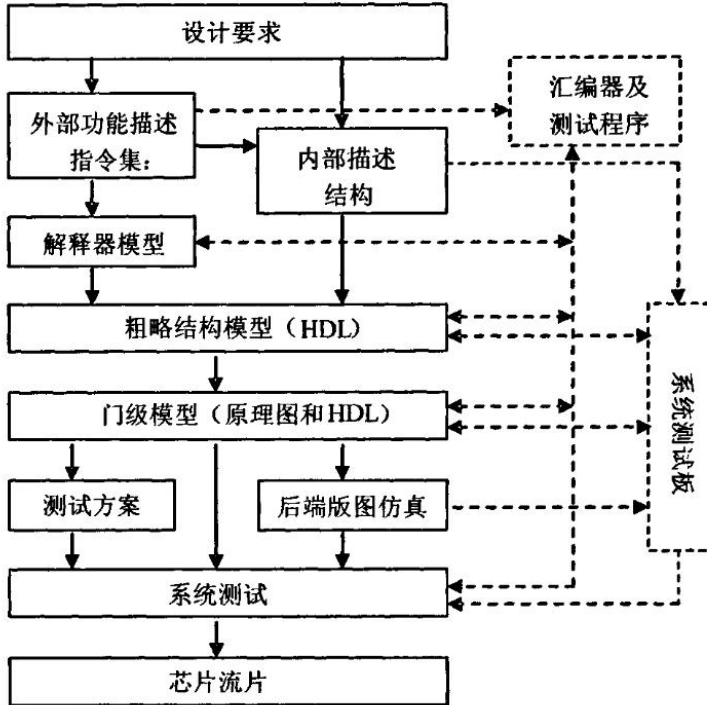 设计要求
汇编器及
测试程序
外部功能描述
指令集：
内部描述
结构
解释器模型
粗略结构模型（HDL）
门级模型（原理图和HDL）
系统测试板
测试方案
后端版图仿真
系统测试
芯片流片